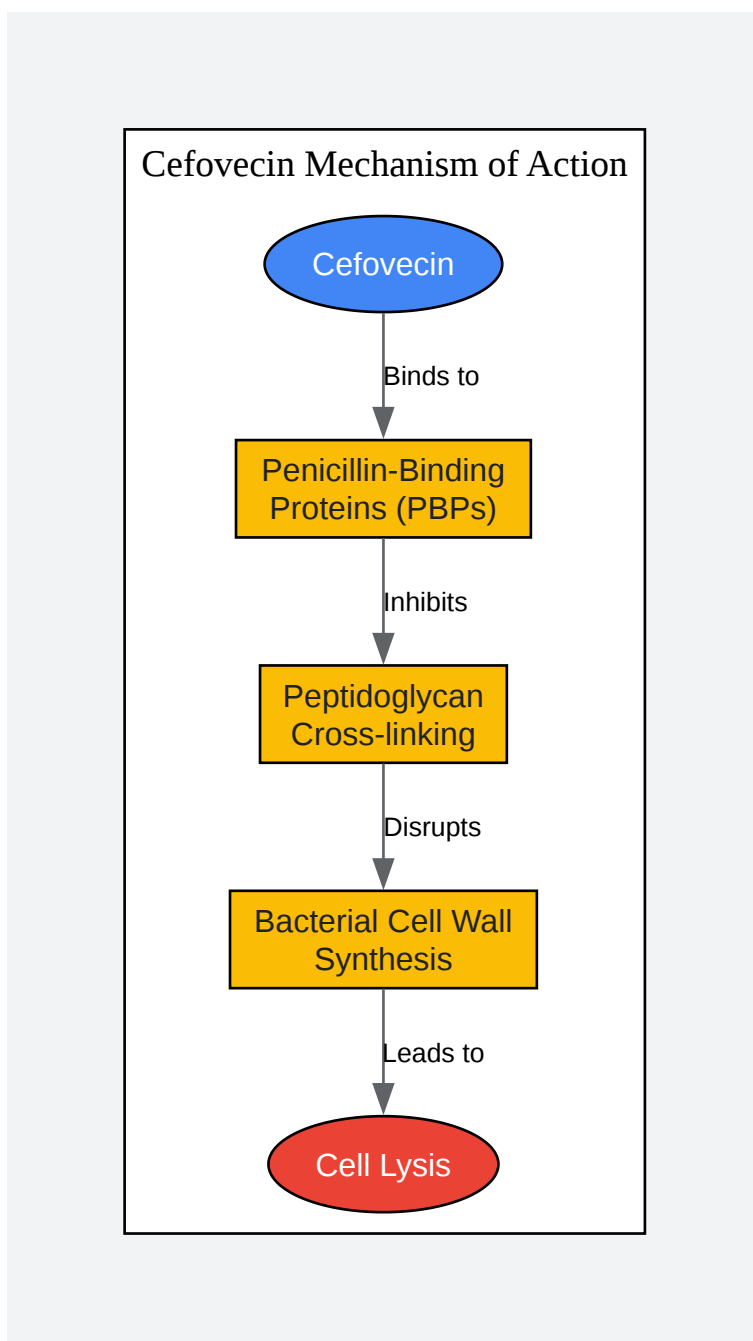 Cefovecin Mechanism of Action
Cefovecin
Binds to
Penicillin-Binding
Proteins (PBPs)
Inhibits
Peptidoglycan
Cross-linking
Disrupts
Bacterial Cell Wall
Synthesis
Leads to
Cell Lysis